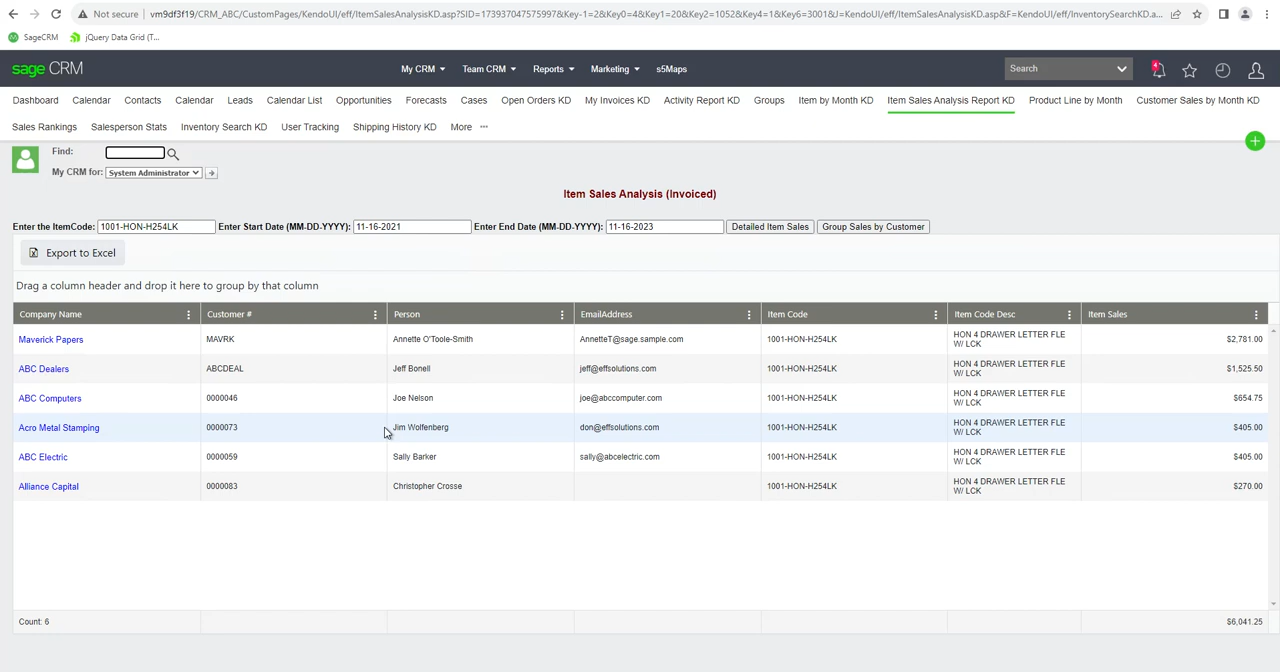 Not secure | vm9df3f19/CRM_ABC/CustomPages/KendoUI/eff/ItemSalesAnalysisKD.asp?SID=173937047575997&Key-1=2&Key0=4&Key1=20&Key2=1052&Key4=1&Key6=3001&J=KendoUI/eff/ItemSalesAnalysisKD.asp&F=KendoUI/eff/InventorySearchKD.a...
SageCRM jQuery Data Grid (T...
sage CRM My CRM Team CRM Reports Marketing s5Maps Search 4
Dashboard Calendar Contacts Calendar Leads Calendar List Opportunities Forecasts Cases Open Orders KD My Invoices KD Activity Report KD Groups Item by Month KD Item Sales Analysis Report KD Product Line by Month Customer Sales by Month KD
Sales Rankings Salesperson Stats Inventory Search KD User Tracking Shipping History KD More ...
Find:
My CRM for: System Administrator
Item Sales Analysis (Invoiced)
Enter the ItemCode: 1001-HON-H254LK Enter Start Date (MM-DD-YYYY): 11-16-2021 Enter End Date (MM-DD-YYYY): 11-16-2023 Detailed Item Sales Group Sales by Customer
Export to Excel
Drag a column header and drop it here to group by that column
Company Name Customer # Person EmailAddress Item Code Item Code Desc Item Sales
Maverick Papers MAVRK Annette O'Toole-Smith AnnetteT@sage.sample.com 1001-HON-H254LK HON 4 DRAWER LETTER FLE W/ LCK $2,781.00
ABC Dealers ABCDEAL Jeff Bonell jeff@effsolutions.com 1001-HON-H254LK HON 4 DRAWER LETTER FLE W/ LCK $1,525.50
ABC Computers 0000046 Joe Nelson joe@abccomputer.com 1001-HON-H254LK HON 4 DRAWER LETTER FLE W/ LCK $654.75
Acro Metal Stamping 0000073 Jim Wolfenberg don@effsolutions.com 1001-HON-H254LK HON 4 DRAWER LETTER FLE W/ LCK $405.00
ABC Electric 0000059 Sally Barker sally@abcelectric.com 1001-HON-H254LK HON 4 DRAWER LETTER FLE W/ LCK $405.00
Alliance Capital 0000083 Christopher Crosse 1001-HON-H254LK HON 4 DRAWER LETTER FLE W/ LCK $270.00
Count: 6 $6,041.25